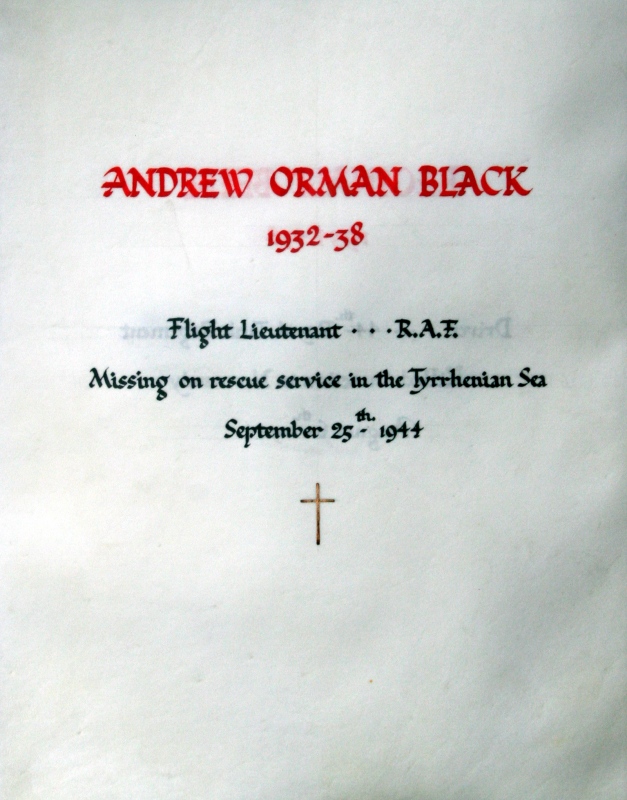 ANDREW ORMAN BLACK
1932-38
Flight Lieutenant · · · R.A.F.
Missing on rescue service in the Tyrrhenian Sea
September 25th. 1944